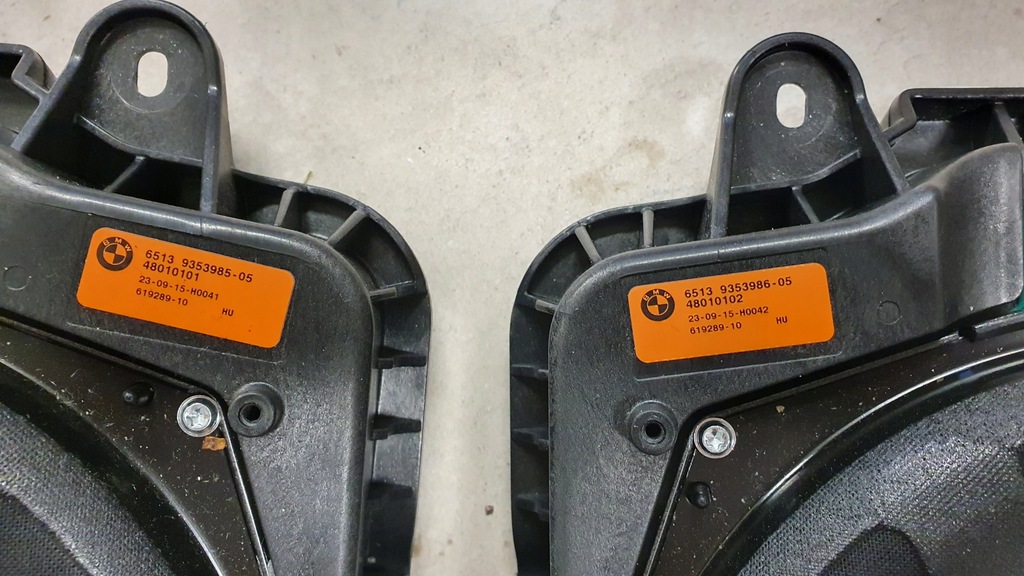 BMW
6513 9353985-05
48010101
23-09-15-H0041
619289-10 HU
BMW
6513 9353986-05
48010102
23-09-15-H0042
619289-10 HU